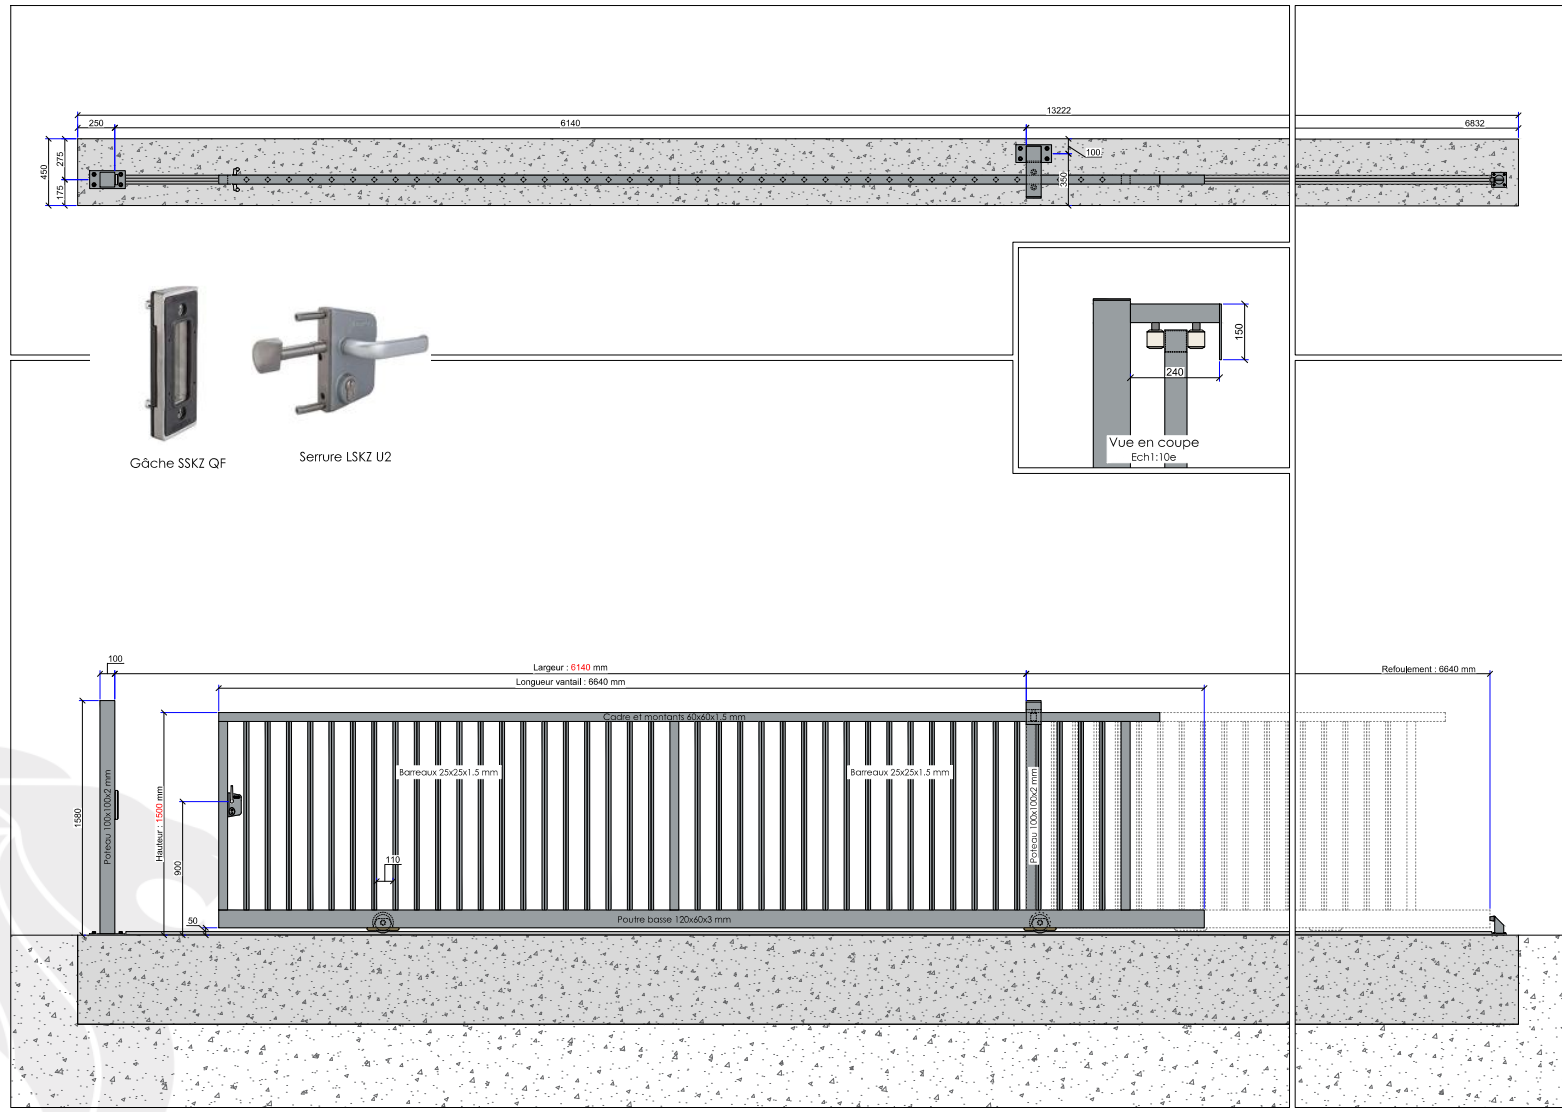 13222
250
6140
6832
450
275
175
100
350
150
240
Vue en coupe
Ech1:10e
Gâche SSKZ QF
Serrure LSKZ U2
100
Largeur : 6140 mm
Refoulement : 6640 mm
Longueur vantail : 6640 mm
Cadre et montants 60x60x1.5 mm
Barreaux 25x25x1.5 mm
Barreaux 25x25x1.5 mm
Poteau 100x100x2 mm
Poteau 100x100x2 mm
1580
Hauteur : 1500 mm
900
110
50
Poutre basse 120x60x3 mm